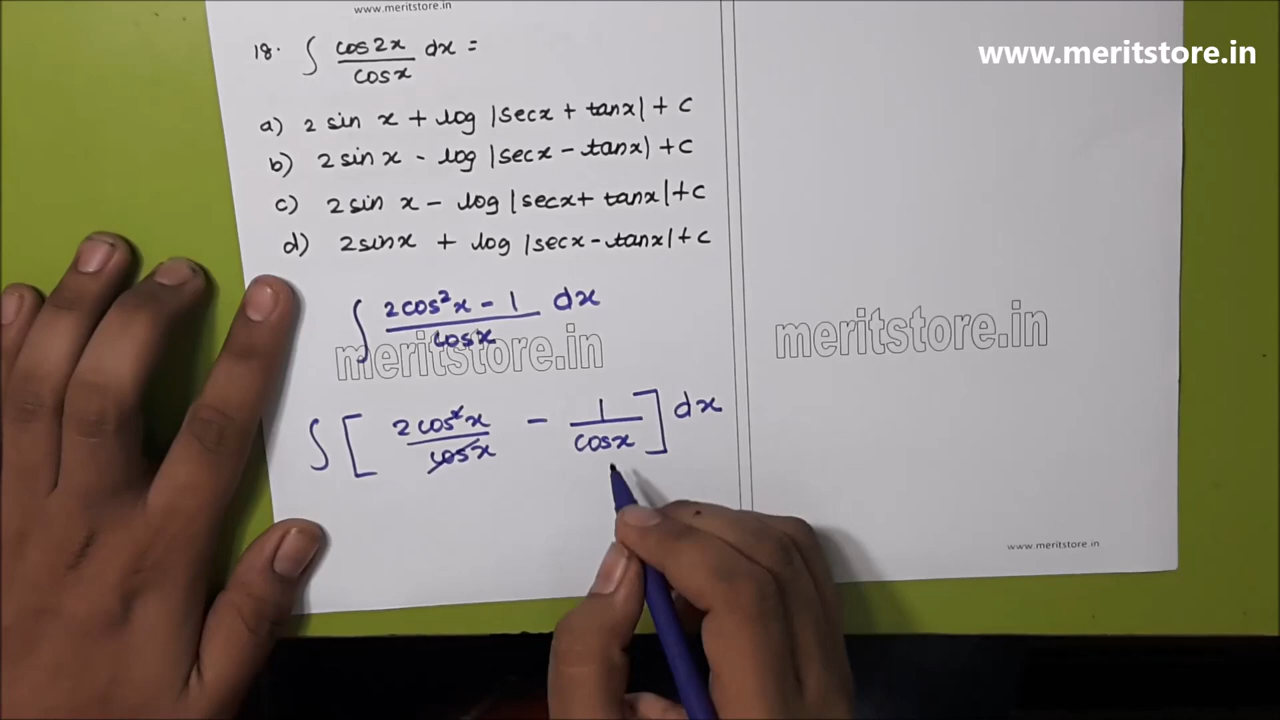 www.meritstore.in
www.meritstore.in
18. ∫ cos2x / cosx dx =
a) 2 sin x + log |secx + tanx| + c
b) 2 sin x - log |secx - tanx| + c
c) 2 sin x - log |secx + tanx| + c
d) 2sinx + log |secx - tanx| + c
∫ 2cos²x - 1 / cosx dx
meritstore.in
meritstore.in
∫ [ 2cos²x / cosx - 1 / cosx ] dx
www.meritstore.in